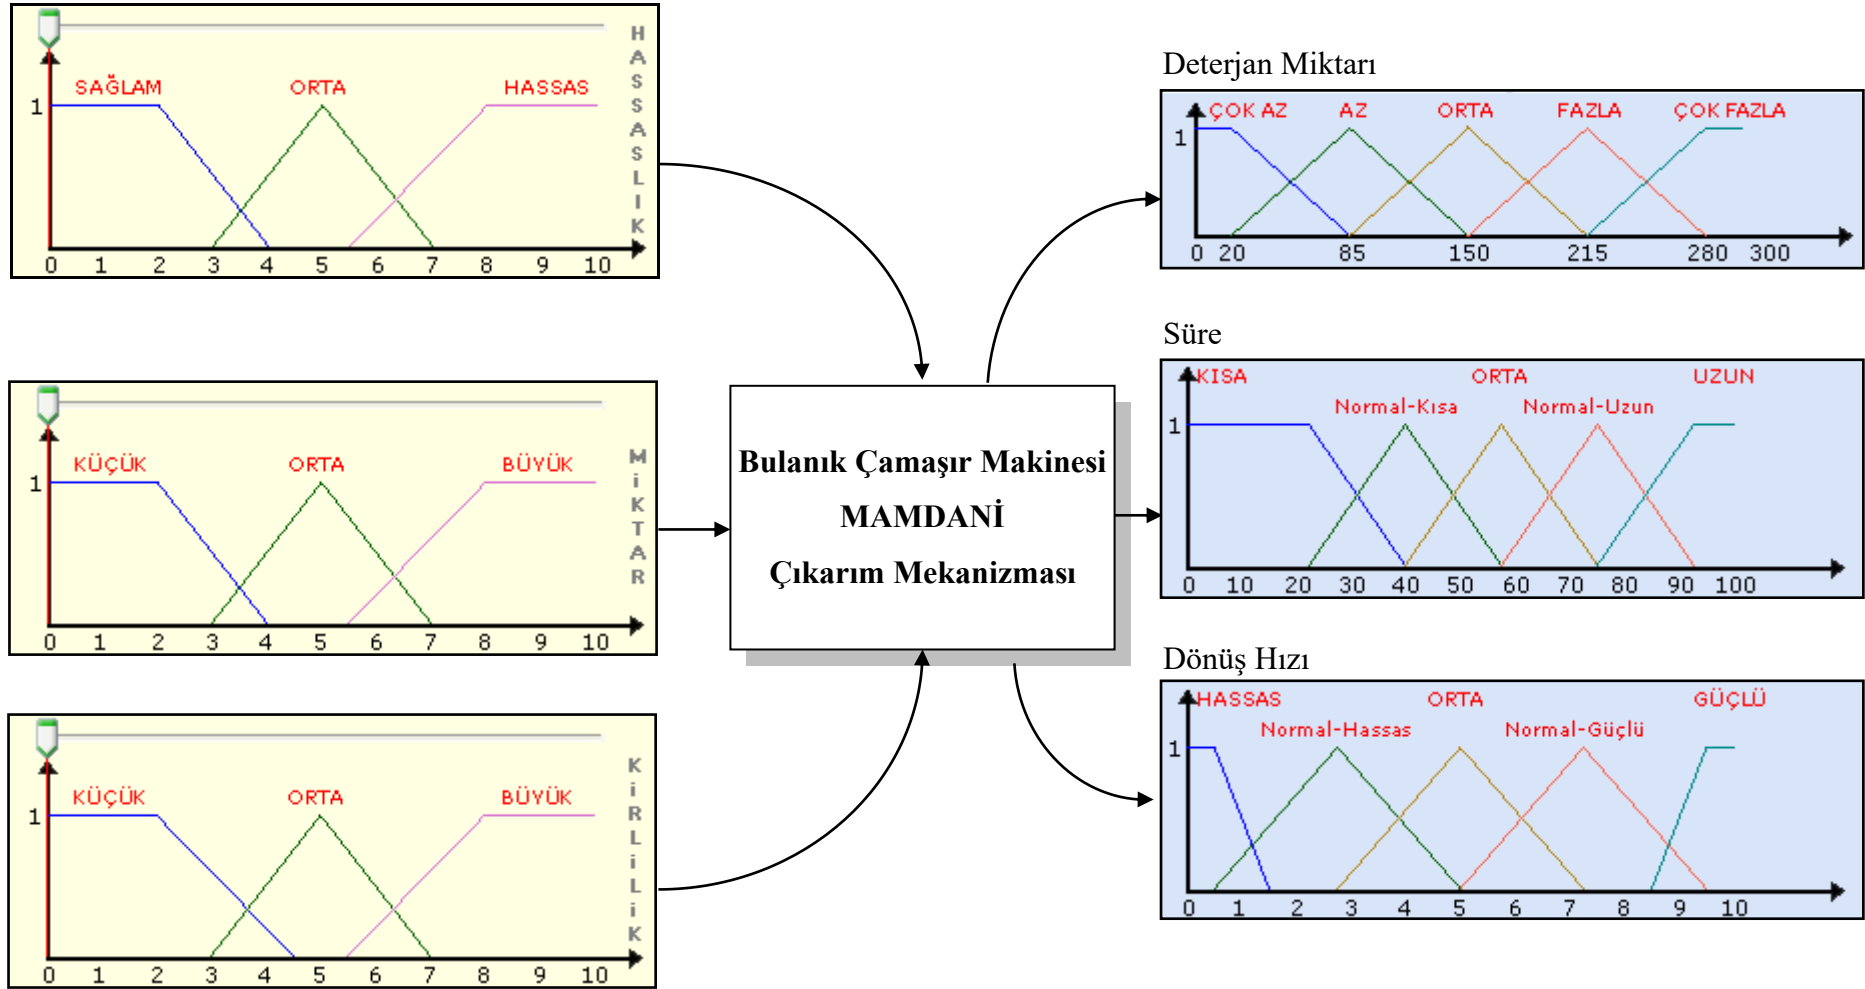 SAĞLAM ORTA HASSAS
1
0 1 2 3 4 5 6 7 8 9 10
HASSASLIK
KÜÇÜK ORTA BÜYÜK
1
0 1 2 3 4 5 6 7 8 9 10
MiKTAR
KÜÇÜK ORTA BÜYÜK
1
0 1 2 3 4 5 6 7 8 9 10
KiRLiLiK
Bulanık Çamaşır Makinesi
MAMDANİ
Çıkarım Mekanizması
Deterjan Miktarı
ÇOK AZ AZ ORTA FAZLA ÇOK FAZLA
1
0 20 85 150 215 280 300
Süre
KISA ORTA UZUN
Normal-Kısa Normal-Uzun
1
0 10 20 30 40 50 60 70 80 90 100
Dönüş Hızı
HASSAS ORTA GÜÇLÜ
Normal-Hassas Normal-Güçlü
1
0 1 2 3 4 5 6 7 8 9 10